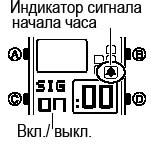 Индикатор сигнала
начала часа
A B
SIG
C D
ON :00
Вкл./ выкл.